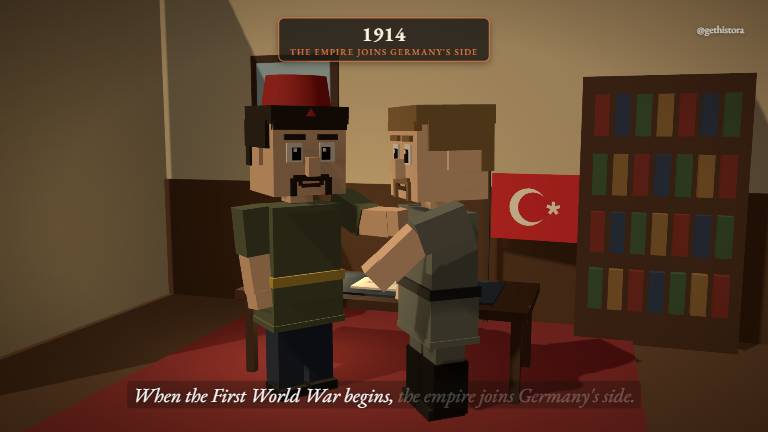 1914
THE EMPIRE JOINS GERMANY'S SIDE
@gethistora
When the First World War begins, the empire joins Germany's side.